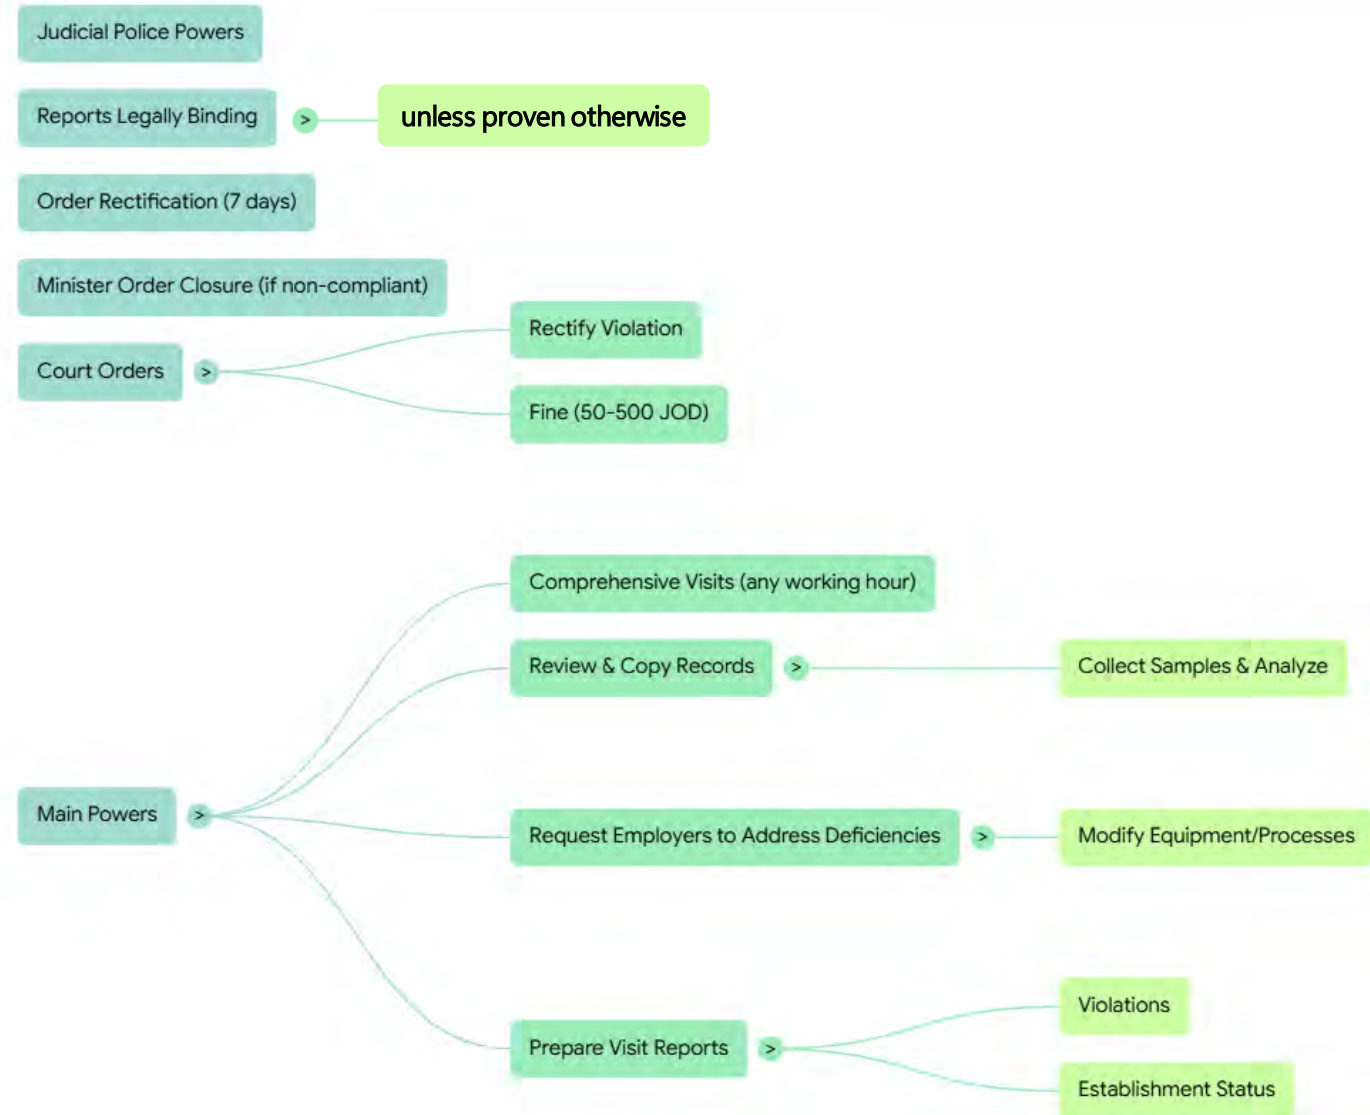 Judicial Police Powers
Reports Legally Binding > unless proven otherwise
Order Rectification (7 days)
Minister Order Closure (if non-compliant)
Court Orders >
Rectify Violation
Fine (50-500 JOD)
Main Powers >
Comprehensive Visits (any working hour)
Review & Copy Records > Collect Samples & Analyze
Request Employers to Address Deficiencies > Modify Equipment/Processes
Prepare Visit Reports >
Violations
Establishment Status